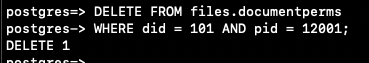 postgres=> DELETE FROM files.documentperms
postgres-> WHERE did = 101 AND pid = 12001;
DELETE 1
postgres=>